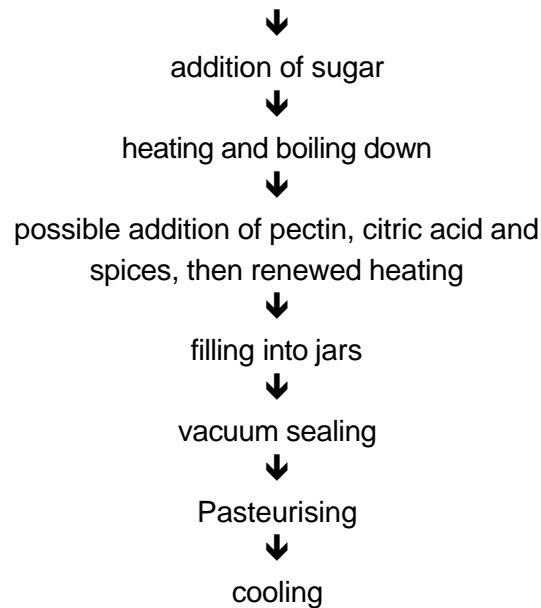 addition of sugar
heating and boiling down
possible addition of pectin, citric acid and
spices, then renewed heating
filling into jars
vacuum sealing
Pasteurising
cooling